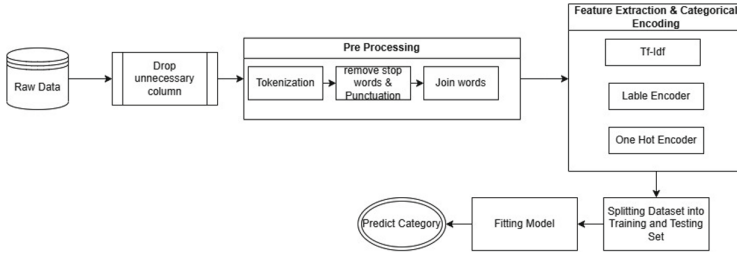 Raw Data
Drop
unnecessary
column
Pre Processing
Tokenization
remove stop
words &
Punctuation
Join words
Feature Extraction & Categorical
Encoding
Tf-Idf
Lable Encoder
One Hot Encoder
Splitting Dataset into
Training and Testing
Set
Fitting Model
Predict Category